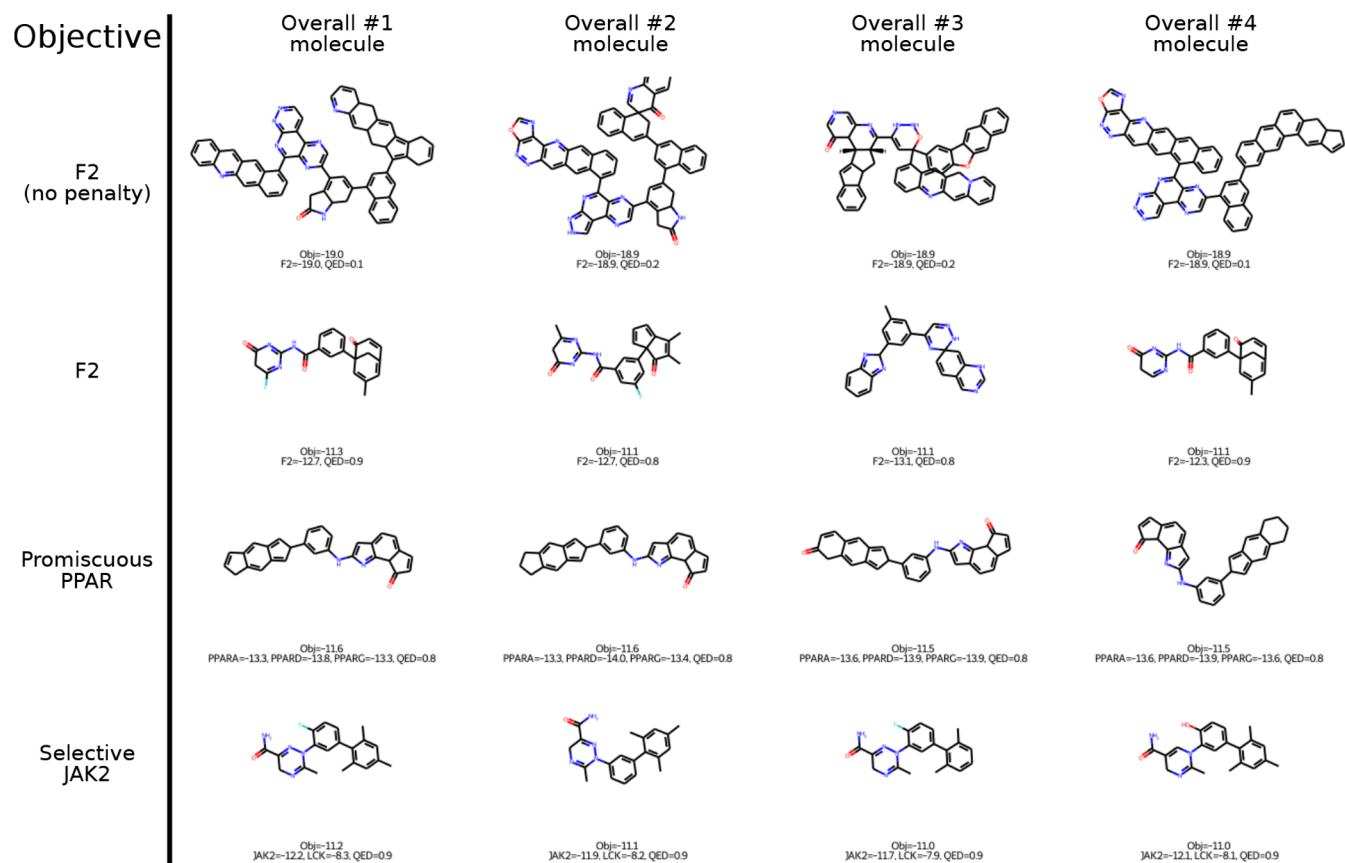 Objective
Overall #1
molecule
Overall #2
molecule
Overall #3
molecule
Overall #4
molecule
F2
(no penalty)
Obj=-19.0
F2=-19.0, QED=0.1
Obj=-18.9
F2=-18.9, QED=0.2
Obj=-18.9
F2=-18.9, QED=0.2
Obj=-18.9
F2=-18.9, QED=0.1
F2
Obj=-11.3
F2=-12.7, QED=0.9
Obj=-11.1
F2=-12.7, QED=0.8
Obj=-11.1
F2=-13.1, QED=0.8
Obj=-11.1
F2=-12.3, QED=0.9
Promiscuous
PPAR
Obj=-11.6
PPARA=-13.3, PPARD=-13.8, PPARG=-13.3, QED=0.8
Obj=-11.6
PPARA=-13.3, PPARD=-14.0, PPARG=-13.4, QED=0.8
Obj=-11.5
PPARA=-13.6, PPARD=-13.9, PPARG=-13.9, QED=0.8
Obj=-11.5
PPARA=-13.6, PPARD=-13.9, PPARG=-13.6, QED=0.8
Selective
JAK2
Obj=-11.2
JAK2=-12.2, LCK=-8.3, QED=0.9
Obj=-11.1
JAK2=-11.9, LCK=-8.2, QED=0.9
Obj=-11.0
JAK2=-11.7, LCK=-7.9, QED=0.9
Obj=-11.0
JAK2=-12.1, LCK=-8.1, QED=0.9